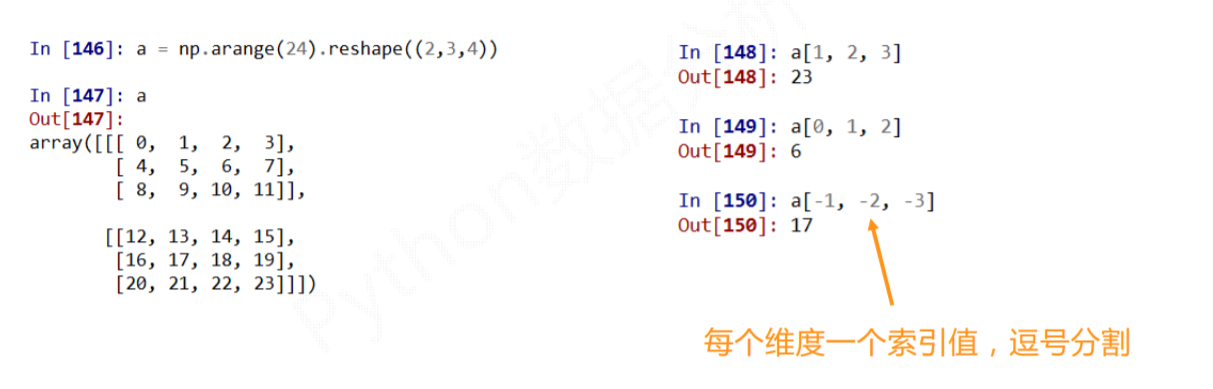 In [146]: a = np.arange(24).reshape((2,3,4))
In [147]: a
Out[147]:
array([[[ 0,  1,  2,  3],
        [ 4,  5,  6,  7],
        [ 8,  9, 10, 11]],
       [[12, 13, 14, 15],
        [16, 17, 18, 19],
        [20, 21, 22, 23]]])
In [148]: a[1, 2, 3]
Out[148]: 23
In [149]: a[0, 1, 2]
Out[149]: 6
In [150]: a[-1, -2, -3]
Out[150]: 17
每个维度一个索引值，逗号分割
Python数据分